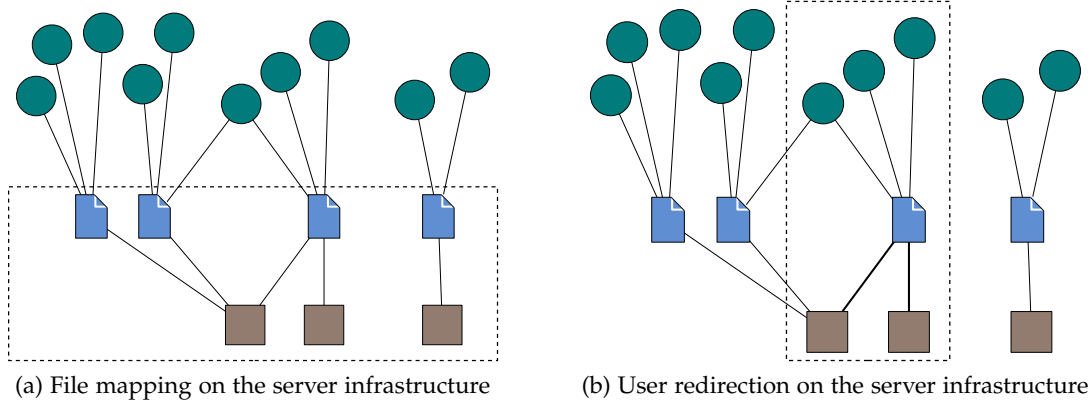 (a) File mapping on the server infrastructure
(b) User redirection on the server infrastructure